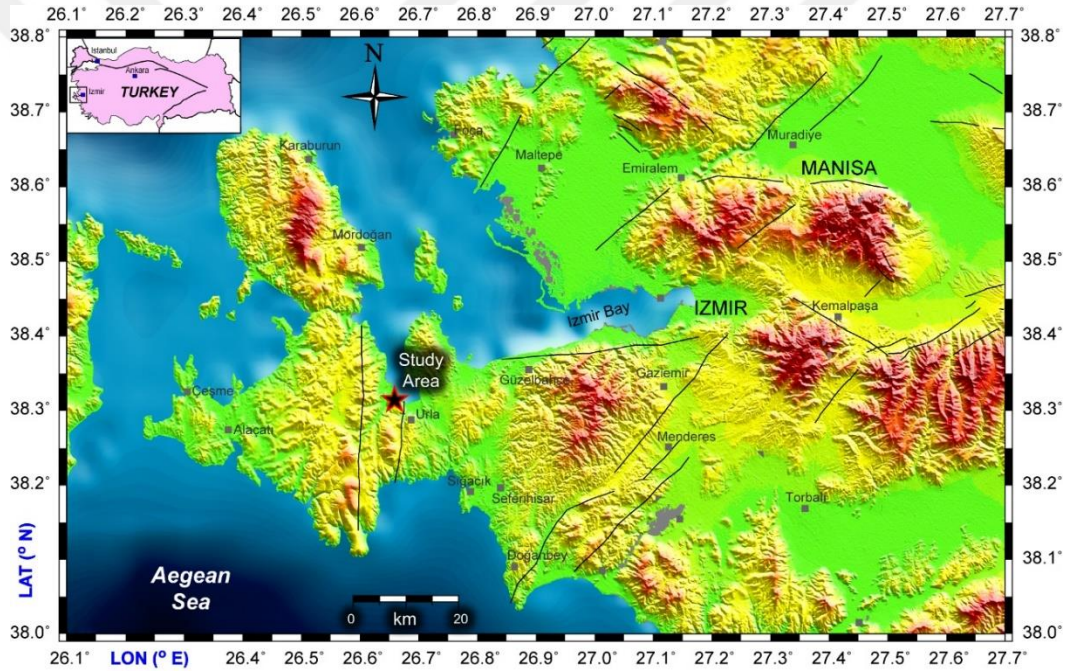 26.1 26.2 26.3 26.4 26.5 26.6 26.7 26.8 26.9 27.0 27.1 27.2 27.3 27.4 27.5 27.6 27.7
38.8 38.8
Istanbul
Ankara
TURKEY
Izmir
N
38.7 38.7
Foça
Muradiye
Karaburun
Maltepe
Emiralem
MANISA
38.6 38.6
Mordoğan
38.5 38.5
Izmir Bay
IZMIR
Kemalpaşa
38.4 38.4
Study
Area
Güzelbahçe
Gaziemir
Çeşme
38.3 38.3
Urla
Alaçatı
Menderes
38.2 38.2
Sığacık
Seferihisar
Torbalı
Doğanbey
38.1 38.1
Aegean
Sea
0 km 20
38.0 38.0
LAT (° N)
26.1 26.2 26.3 26.4 26.5 26.6 26.7 26.8 26.9 27.0 27.1 27.2 27.3 27.4 27.5 27.6 27.7
LON (° E)